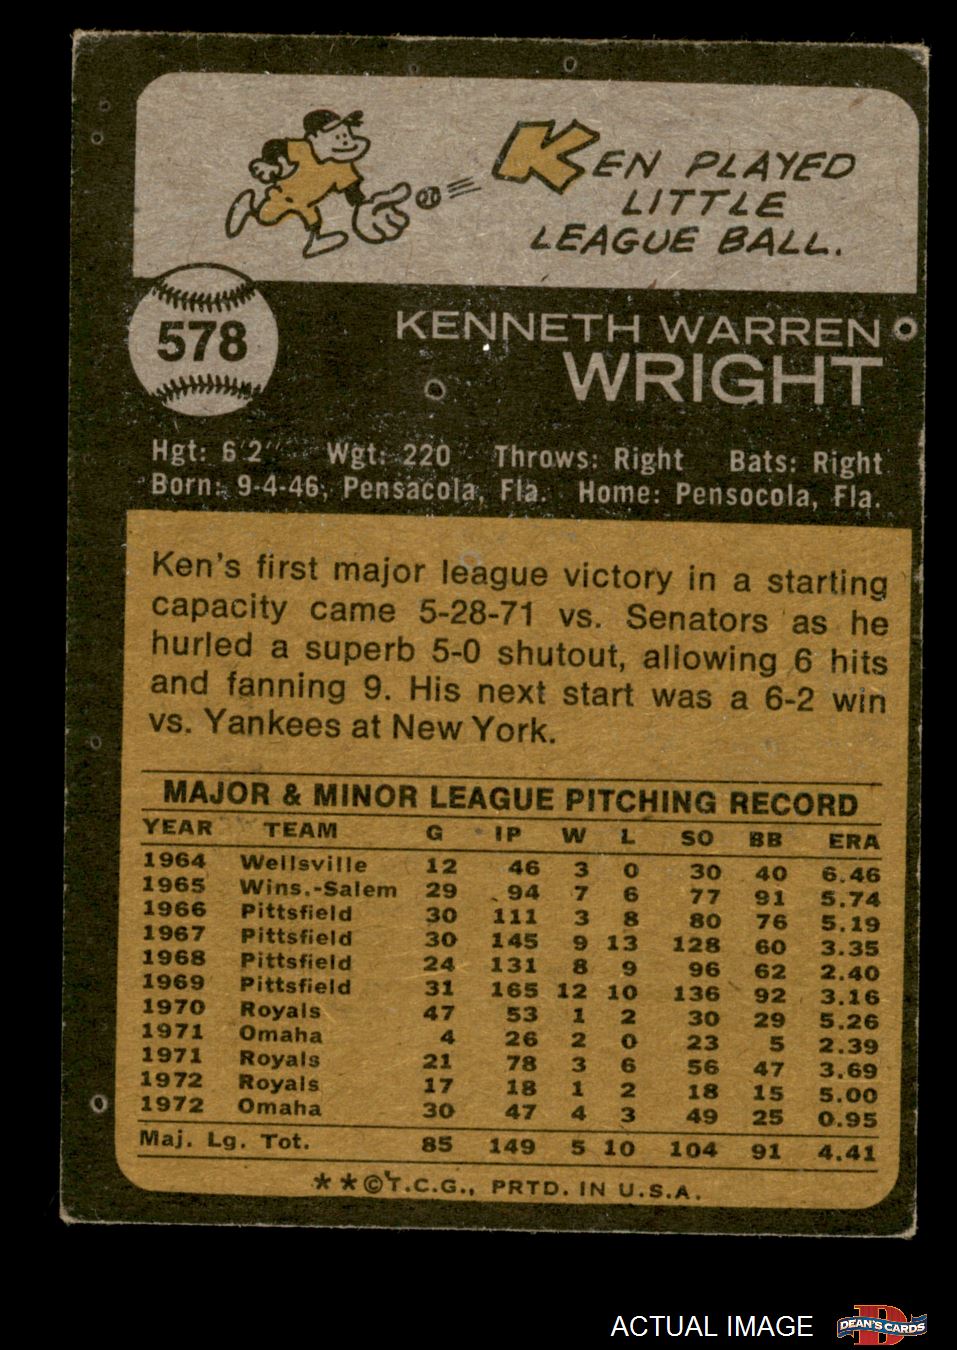 KEN PLAYED
LITTLE
LEAGUE BALL.
578
KENNETH WARREN
WRIGHT
Hgt: 6'2" Wgt: 220 Throws: Right Bats: Right
Born: 9-4-46, Pensacola, Fla. Home: Pensocola, Fla.
Ken's first major league victory in a starting
capacity came 5-28-71 vs. Senators as he
hurled a superb 5-0 shutout, allowing 6 hits
and fanning 9. His next start was a 6-2 win
vs. Yankees at New York.
MAJOR & MINOR LEAGUE PITCHING RECORD
YEAR TEAM G IP W L SO BB ERA
1964 Wellsville 12 46 3 0 30 40 6.46
1965 Wins.-Salem 29 94 7 6 77 91 5.74
1966 Pittsfield 30 111 3 8 80 76 5.19
1967 Pittsfield 30 145 9 13 128 60 3.35
1968 Pittsfield 24 131 8 9 96 62 2.40
1969 Pittsfield 31 165 12 10 136 92 3.16
1970 Royals 47 53 1 2 30 29 5.26
1971 Omaha 4 26 2 0 23 5 2.39
1971 Royals 21 78 3 6 56 47 3.69
1972 Royals 17 18 1 2 18 15 5.00
1972 Omaha 30 47 4 3 49 25 0.95
Maj. Lg. Tot. 85 149 5 10 104 91 4.41
**©T.C.G., PRTD. IN U.S.A.
ACTUAL IMAGE
D
DEAN'S CARDS